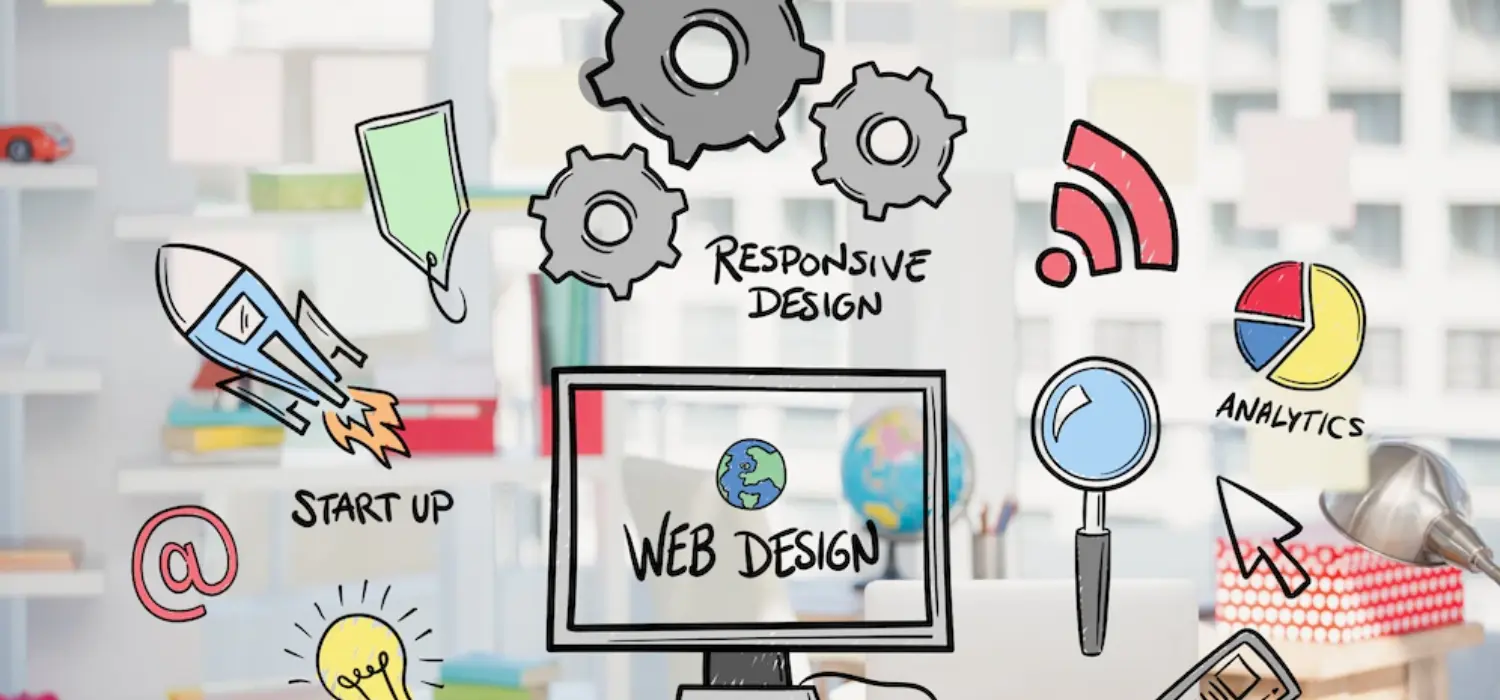 RESPONSIVE
DESIGN
ANALYTICS
START UP
@
WEB DESIGN